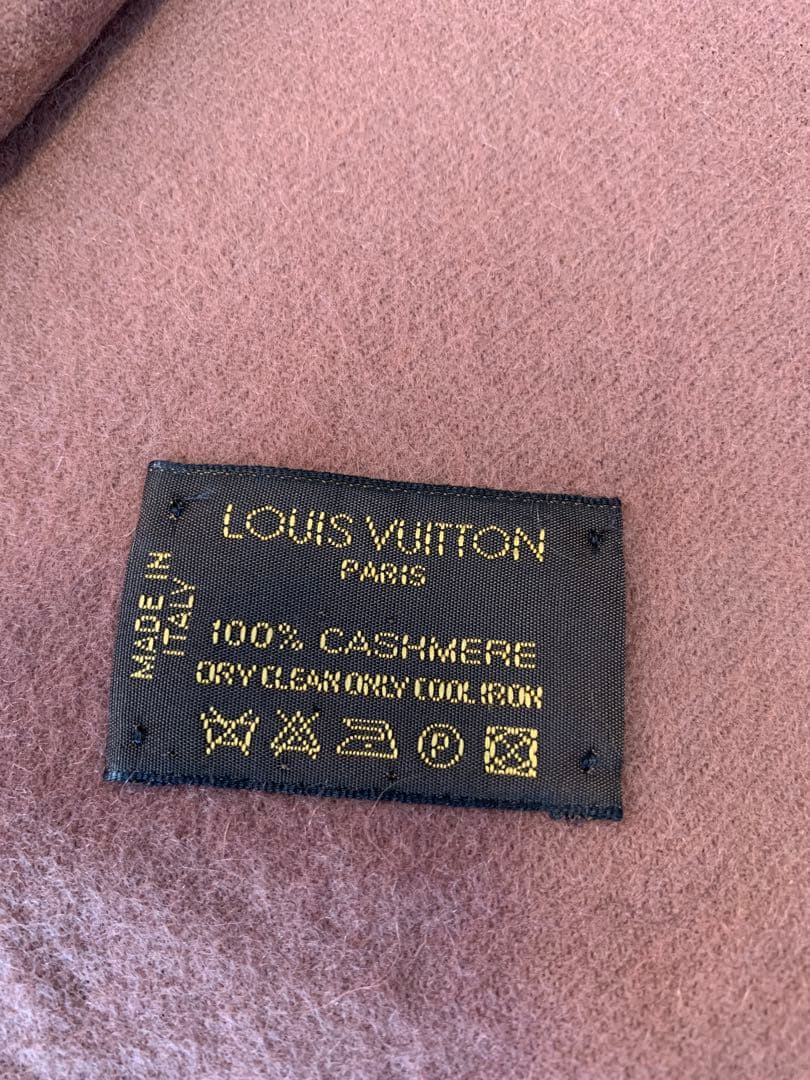 LOUIS VUITTON
PARIS
MADE IN
ITALY
100% CASHMERE
DRY CLEAN ONLY COOL IRON
P